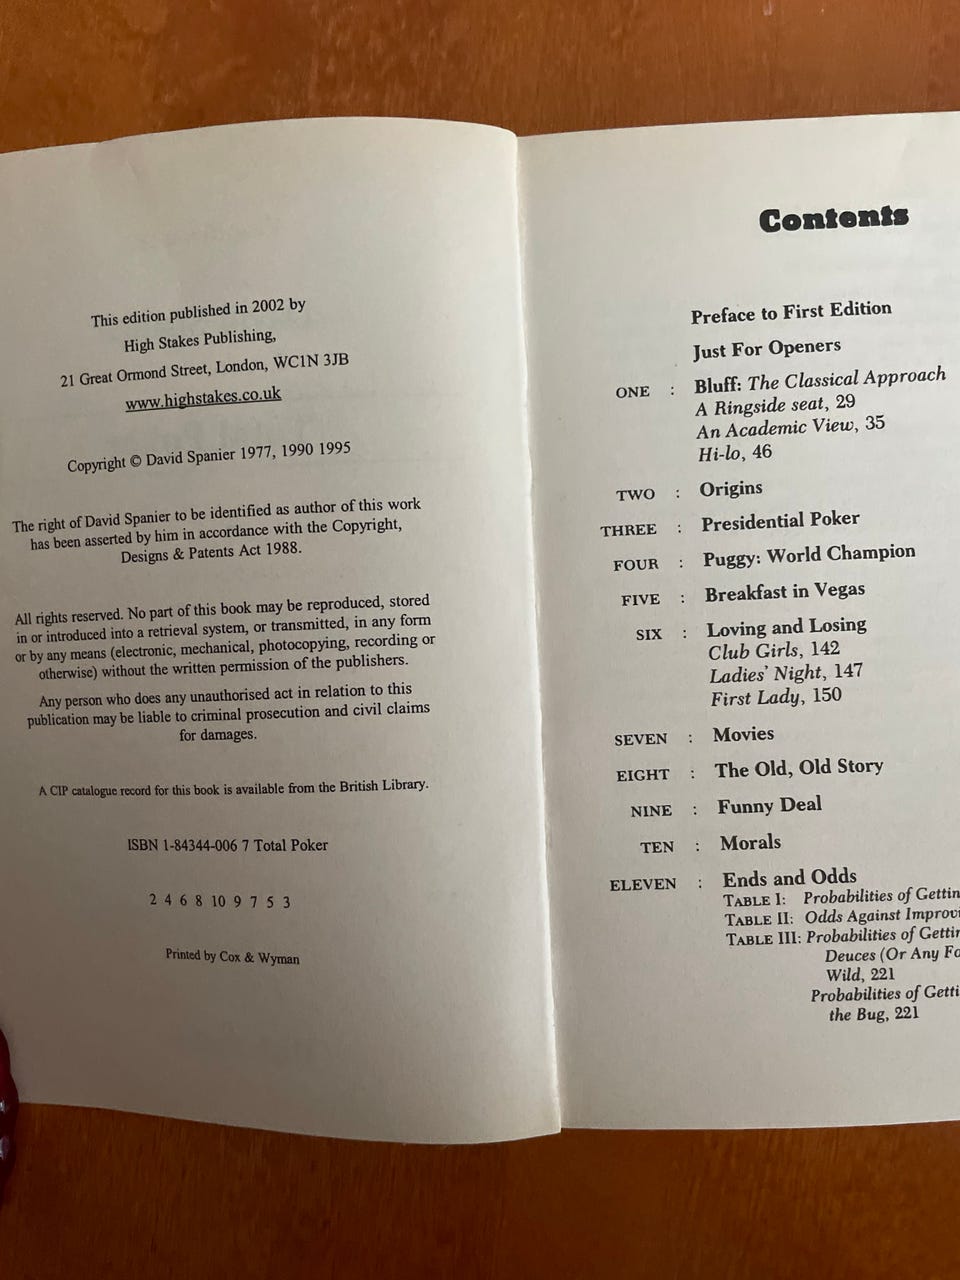 This edition published in 2002 by
High Stakes Publishing,
21 Great Ormond Street, London, WC1N 3JB
www.highstakes.co.uk
Copyright © David Spanier 1977, 1990 1995
The right of David Spanier to be identified as author of this work
has been asserted by him in accordance with the Copyright,
Designs & Patents Act 1988.
All rights reserved. No part of this book may be reproduced, stored
in or introduced into a retrieval system, or transmitted, in any form
or by any means (electronic, mechanical, photocopying, recording or
otherwise) without the written permission of the publishers.
Any person who does any unauthorised act in relation to this
publication may be liable to criminal prosecution and civil claims
for damages.
A CIP catalogue record for this book is available from the British Library.
ISBN 1-84344-006 7 Total Poker
2 4 6 8 10 9 7 5 3
Printed by Cox & Wyman
Contents
Preface to First Edition
Just For Openers
ONE : Bluff: The Classical Approach
A Ringside seat, 29
An Academic View, 35
Hi-lo, 46
TWO : Origins
THREE : Presidential Poker
FOUR : Puggy: World Champion
FIVE : Breakfast in Vegas
SIX : Loving and Losing
Club Girls, 142
Ladies' Night, 147
First Lady, 150
SEVEN : Movies
EIGHT : The Old, Old Story
NINE : Funny Deal
TEN : Morals
ELEVEN : Ends and Odds
TABLE I: Probabilities of Gettin
TABLE II: Odds Against Improvi
TABLE III: Probabilities of Gettin
Deuces (Or Any Fo
Wild, 221
Probabilities of Getti
the Bug, 221